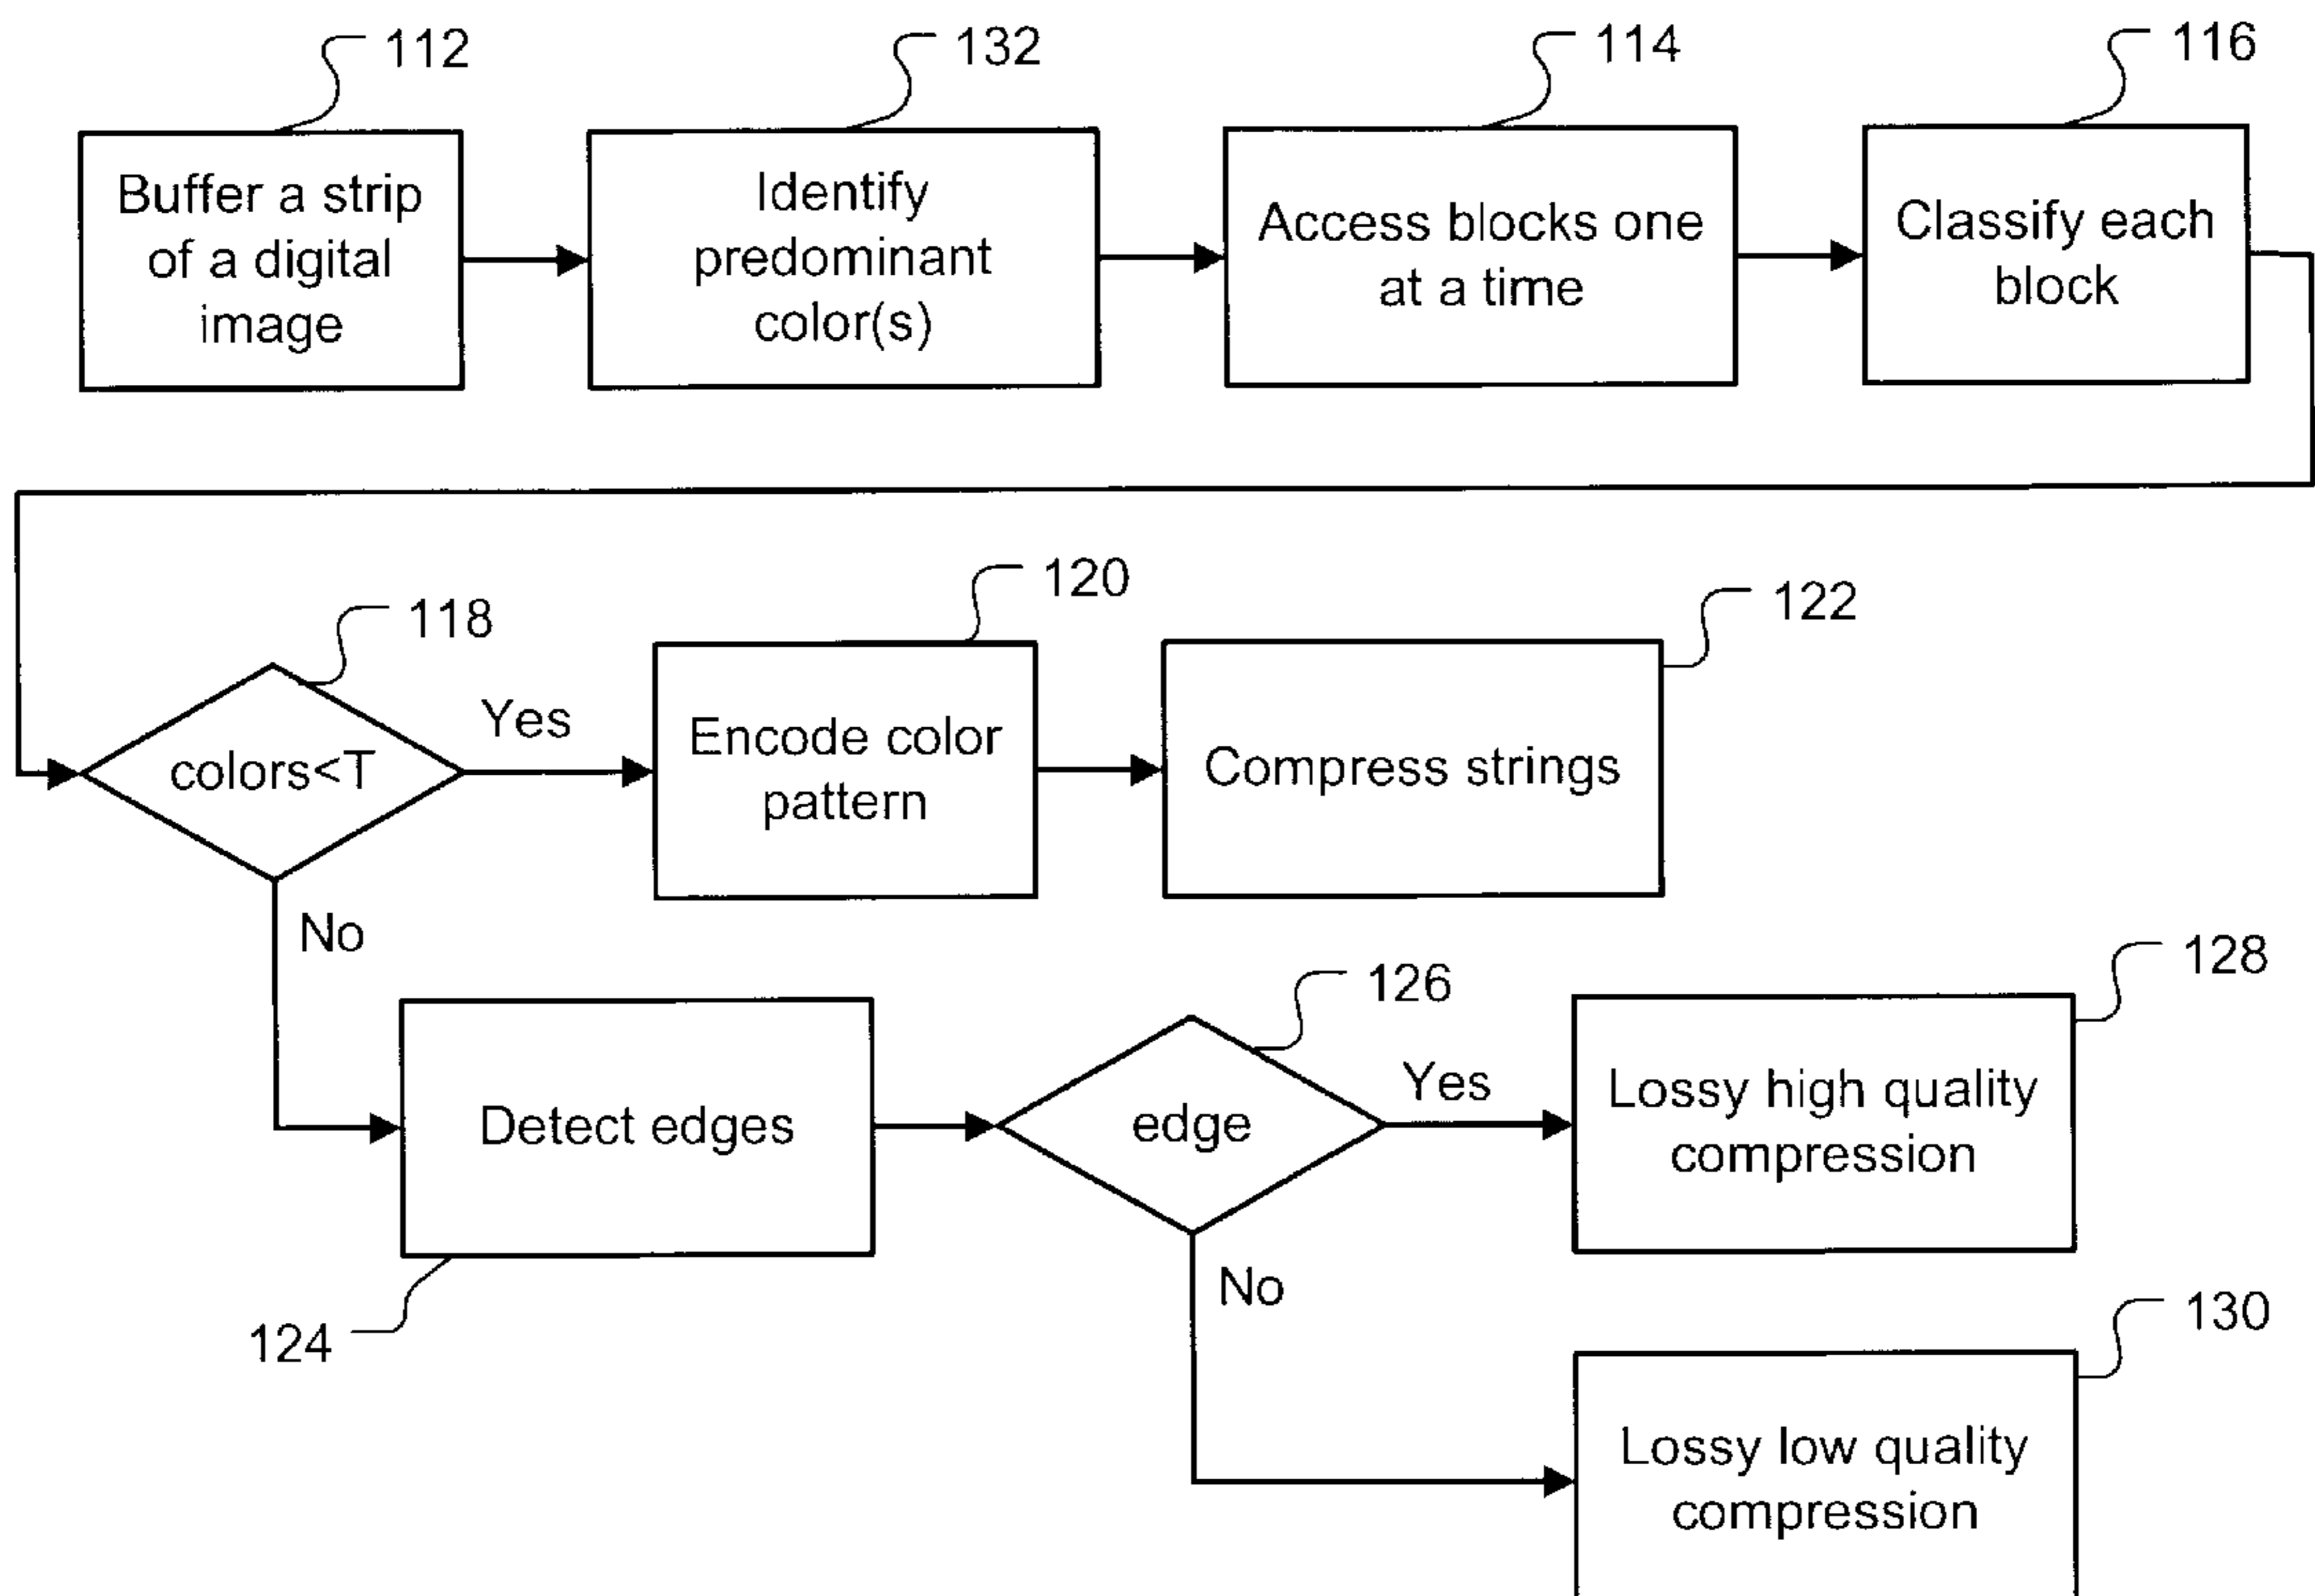 112
132
114
116
Buffer a strip
of a digital
image
Identify
predominant
color(s)
Access blocks one
at a time
Classify each
block
118
120
122
colors<T
Yes
Encode color
pattern
Compress strings
No
126
128
Detect edges
edge
Yes
Lossy high quality
compression
124
No
130
Lossy low quality
compression